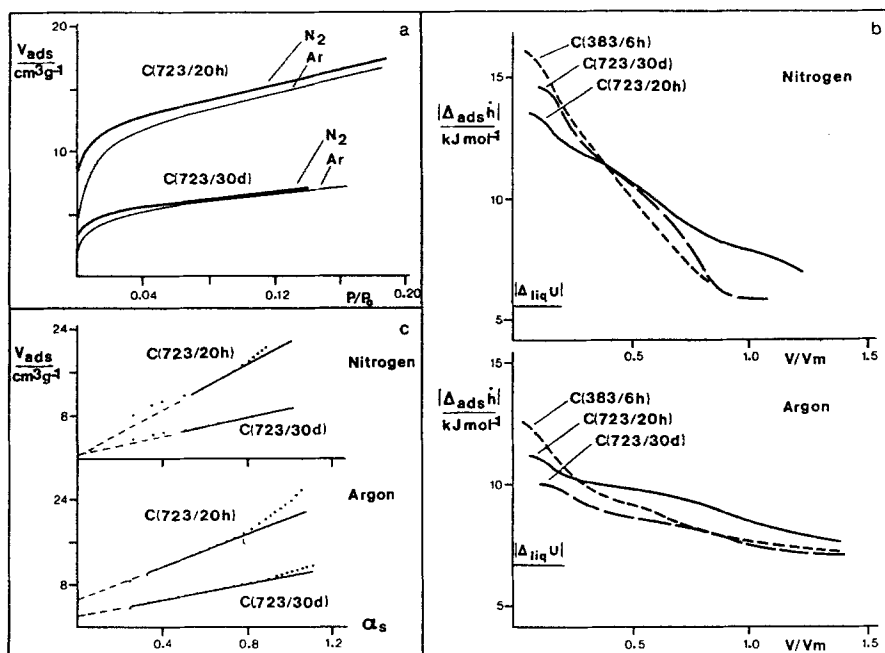 a
20
V_ads
cm³g⁻¹
N₂
Ar
C(723/20h)
10
N₂
Ar
C(723/30d)
0.04
0.12
P/P₀
0.20
b
C(383/6h)
C(723/30d)
C(723/20h)
Nitrogen
15
|Δ_ads ḣ|
kJ mol⁻¹
10
|Δ_liq U|
5
0.5
1.0
V/Vm
1.5
c
24
V_ads
cm³g⁻¹
C(723/20h)
Nitrogen
8
C(723/30d)
Argon
24
C(723/20h)
8
C(723/30d)
0.4
0.8
αs
1.2
15
|Δ_ads ḣ|
kJ mol⁻¹
C(383/6h)
C(723/20h)
C(723/30d)
Argon
10
|Δ_liq U|
5
0.5
1.0
V/Vm
1.5